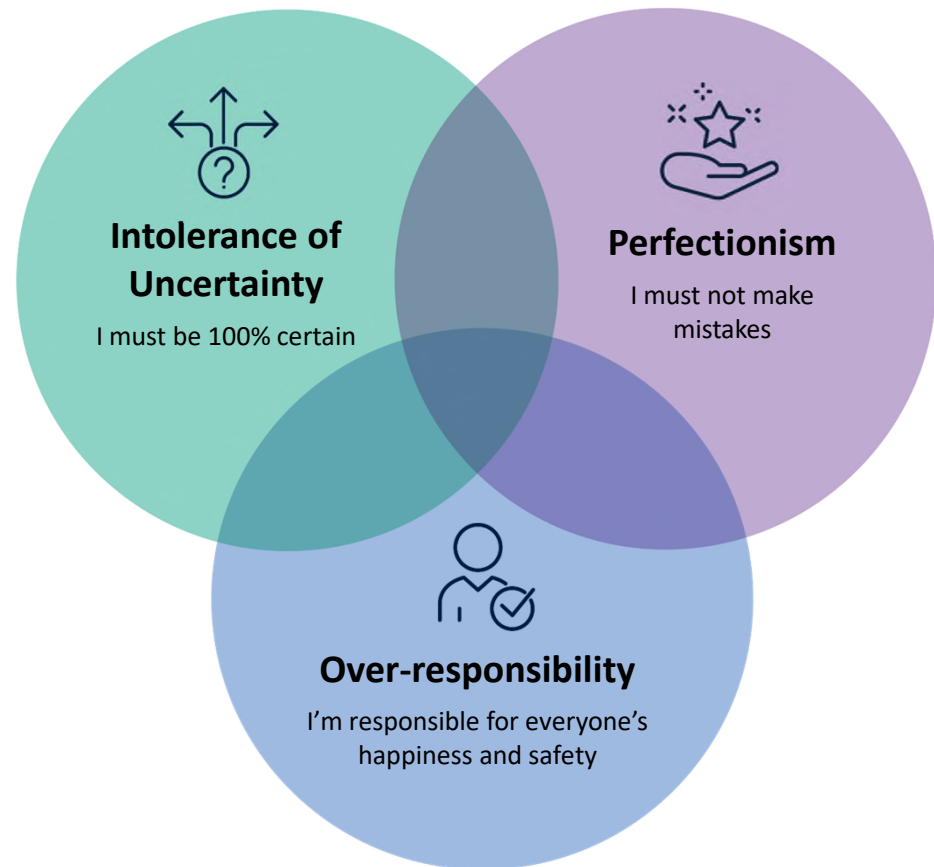 Intolerance of
Uncertainty
I must be 100% certain
Perfectionism
I must not make
mistakes
Over-responsibility
I’m responsible for everyone’s
happiness and safety